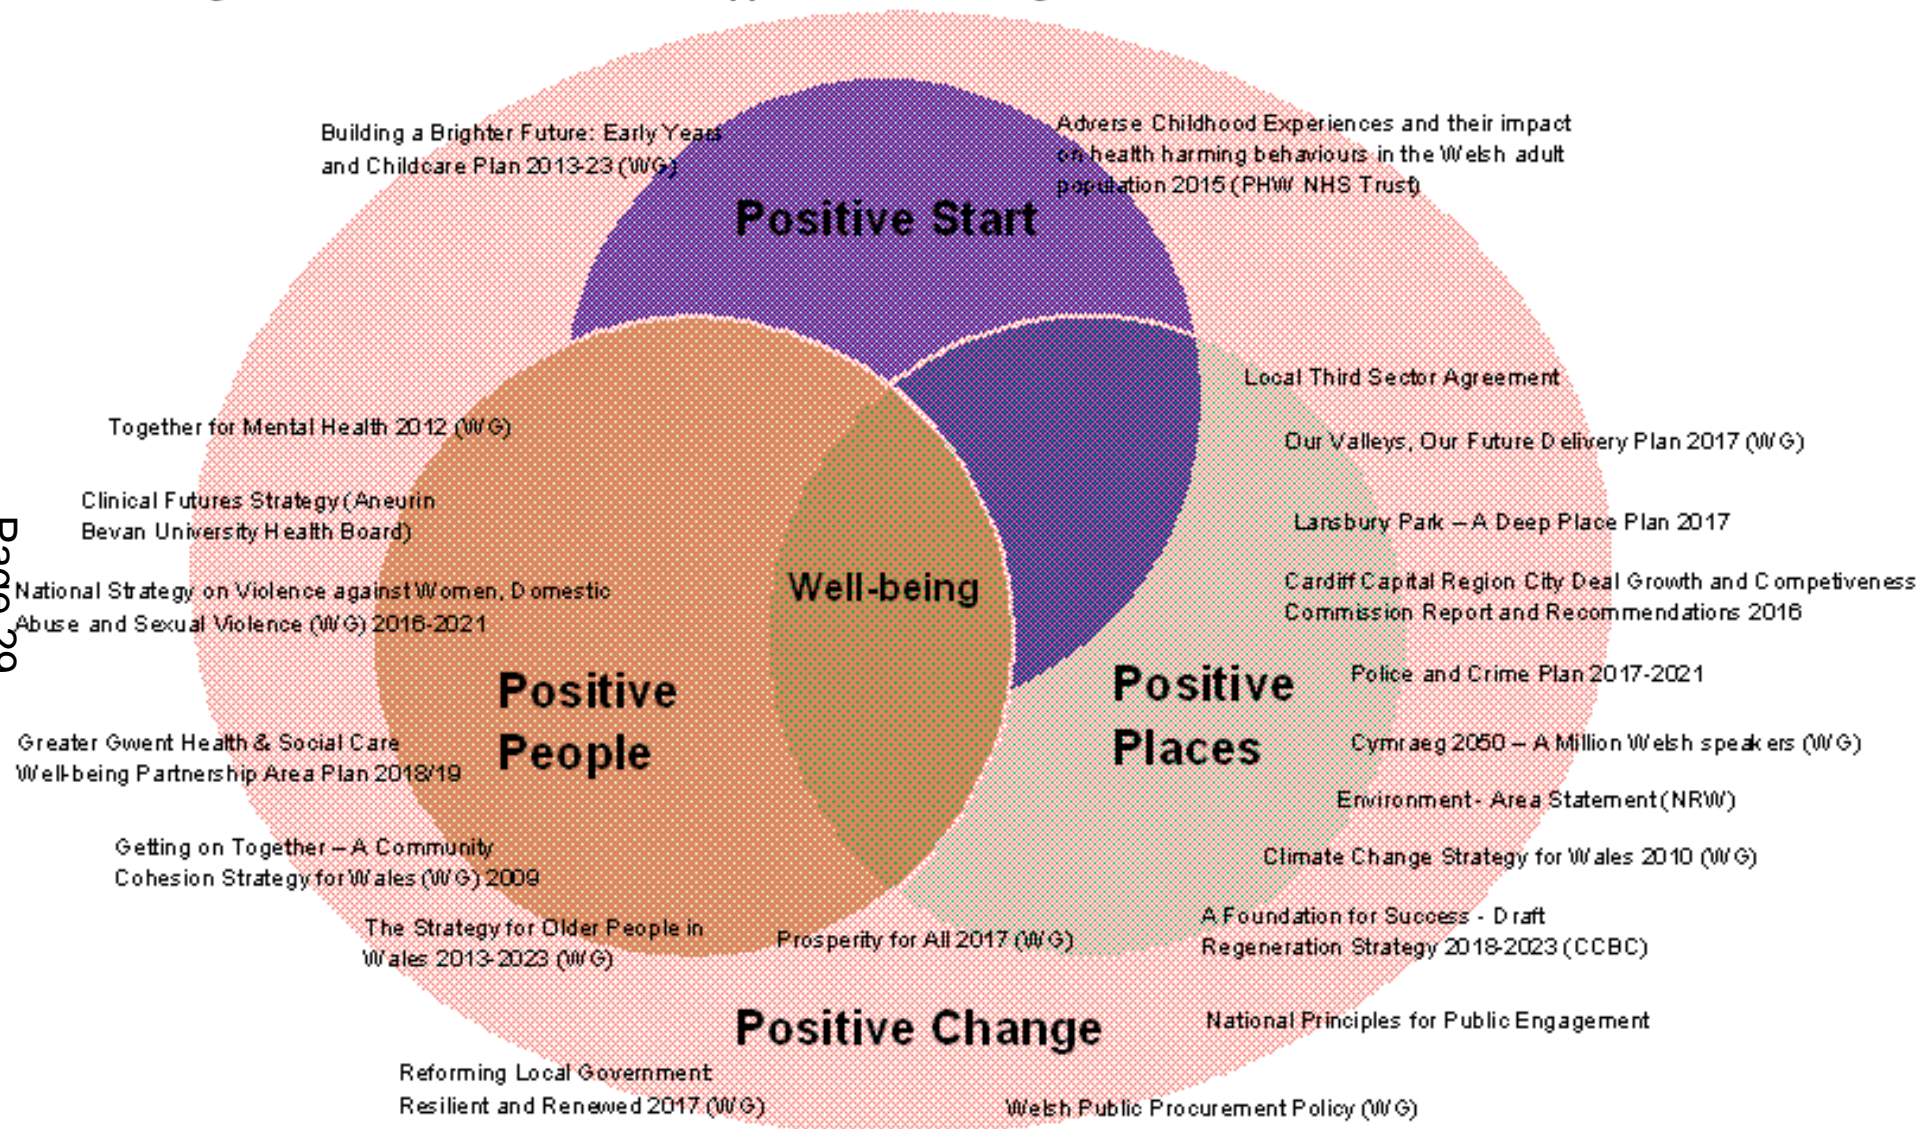 Building a Brighter Future: Early Years
and Childcare Plan 2013-23 (WG)
Adverse Childhood Experiences and their impact
on health harming behaviours in the Welsh adult
population 2015 (PHW NHS Trust)
Positive Start
Local Third Sector Agreement
Together for Mental Health 2012 (WG)
Our Valleys, Our Future Delivery Plan 2017 (WG)
Clinical Futures Strategy (Aneurin
Bevan University Health Board)
Lansbury Park – A Deep Place Plan 2017
National Strategy on Violence against Women, Domestic
Abuse and Sexual Violence (WG) 2016-2021
Well-being
Cardiff Capital Region City Deal Growth and Competiveness
Commission Report and Recommendations 2016
Positive
People
Positive
Places
Police and Crime Plan 2017-2021
Greater Gwent Health & Social Care
Well-being Partnership Area Plan 2018/19
Cymraeg 2050 – A Million Welsh speakers (WG)
Environment- Area Statement (NRW)
Getting on Together – A Community
Cohesion Strategy for Wales (WG) 2009
Climate Change Strategy for Wales 2010 (WG)
The Strategy for Older People in
Wales 2013-2023 (WG)
Prosperity for All 2017 (WG)
A Foundation for Success - Draft
Regeneration Strategy 2018-2023 (CCBC)
Positive Change
National Principles for Public Engagement
Reforming Local Government:
Resilient and Renewed 2017 (WG)
Welsh Public Procurement Policy (WG)
Page 29